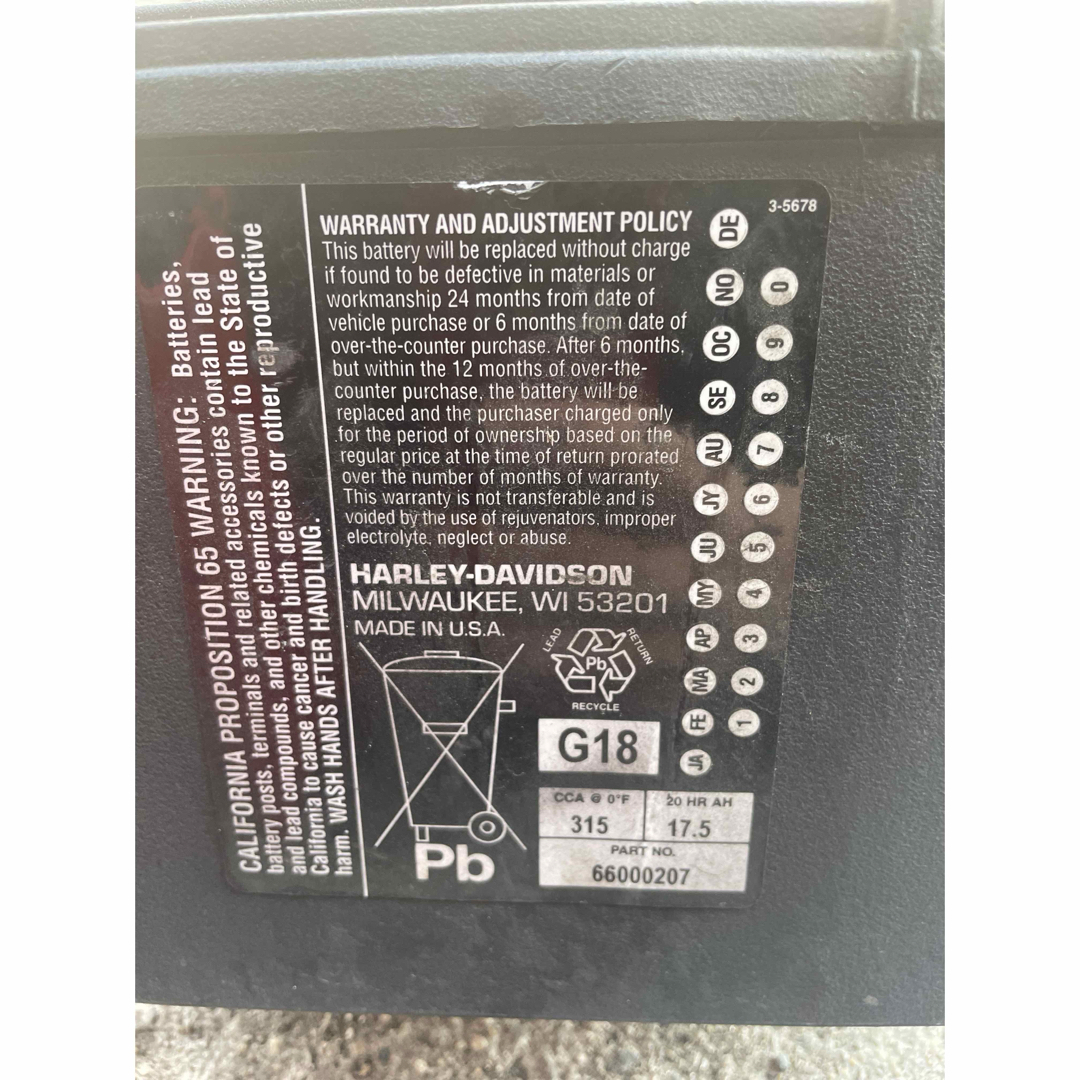 CALIFORNIA PROPOSITION 65 WARNING: Batteries,
battery posts, terminals and related accessories contain lead
and lead compounds, and other chemicals known to the State of
California to cause cancer and birth defects or other reproductive
harm. WASH HANDS AFTER HANDLING.
WARRANTY AND ADJUSTMENT POLICY
This battery will be replaced without charge
if found to be defective in materials or
workmanship 24 months from date of
vehicle purchase or 6 months from date of
over-the-counter purchase. After 6 months,
but within the 12 months of over-the-
counter purchase, the battery will be
replaced and the purchaser charged only
for the period of ownership based on the
regular price at the time of return prorated
over the number of months of warranty.
This warranty is not transferable and is
voided by the use of rejuvenators, improper
electrolyte, neglect or abuse.
HARLEY-DAVIDSON
MILWAUKEE, WI 53201
MADE IN U.S.A.
Pb
LEAD
RETURN
Pb
RECYCLE
G18
CCA @ 0°F
315
20 HR AH
17.5
PART NO.
66000207
3-5678
DE
NO 0
OC 9
SE 8
AU 7
JY 6
JU 5
MY 4
AP 3
MA 2
FE 1
JA